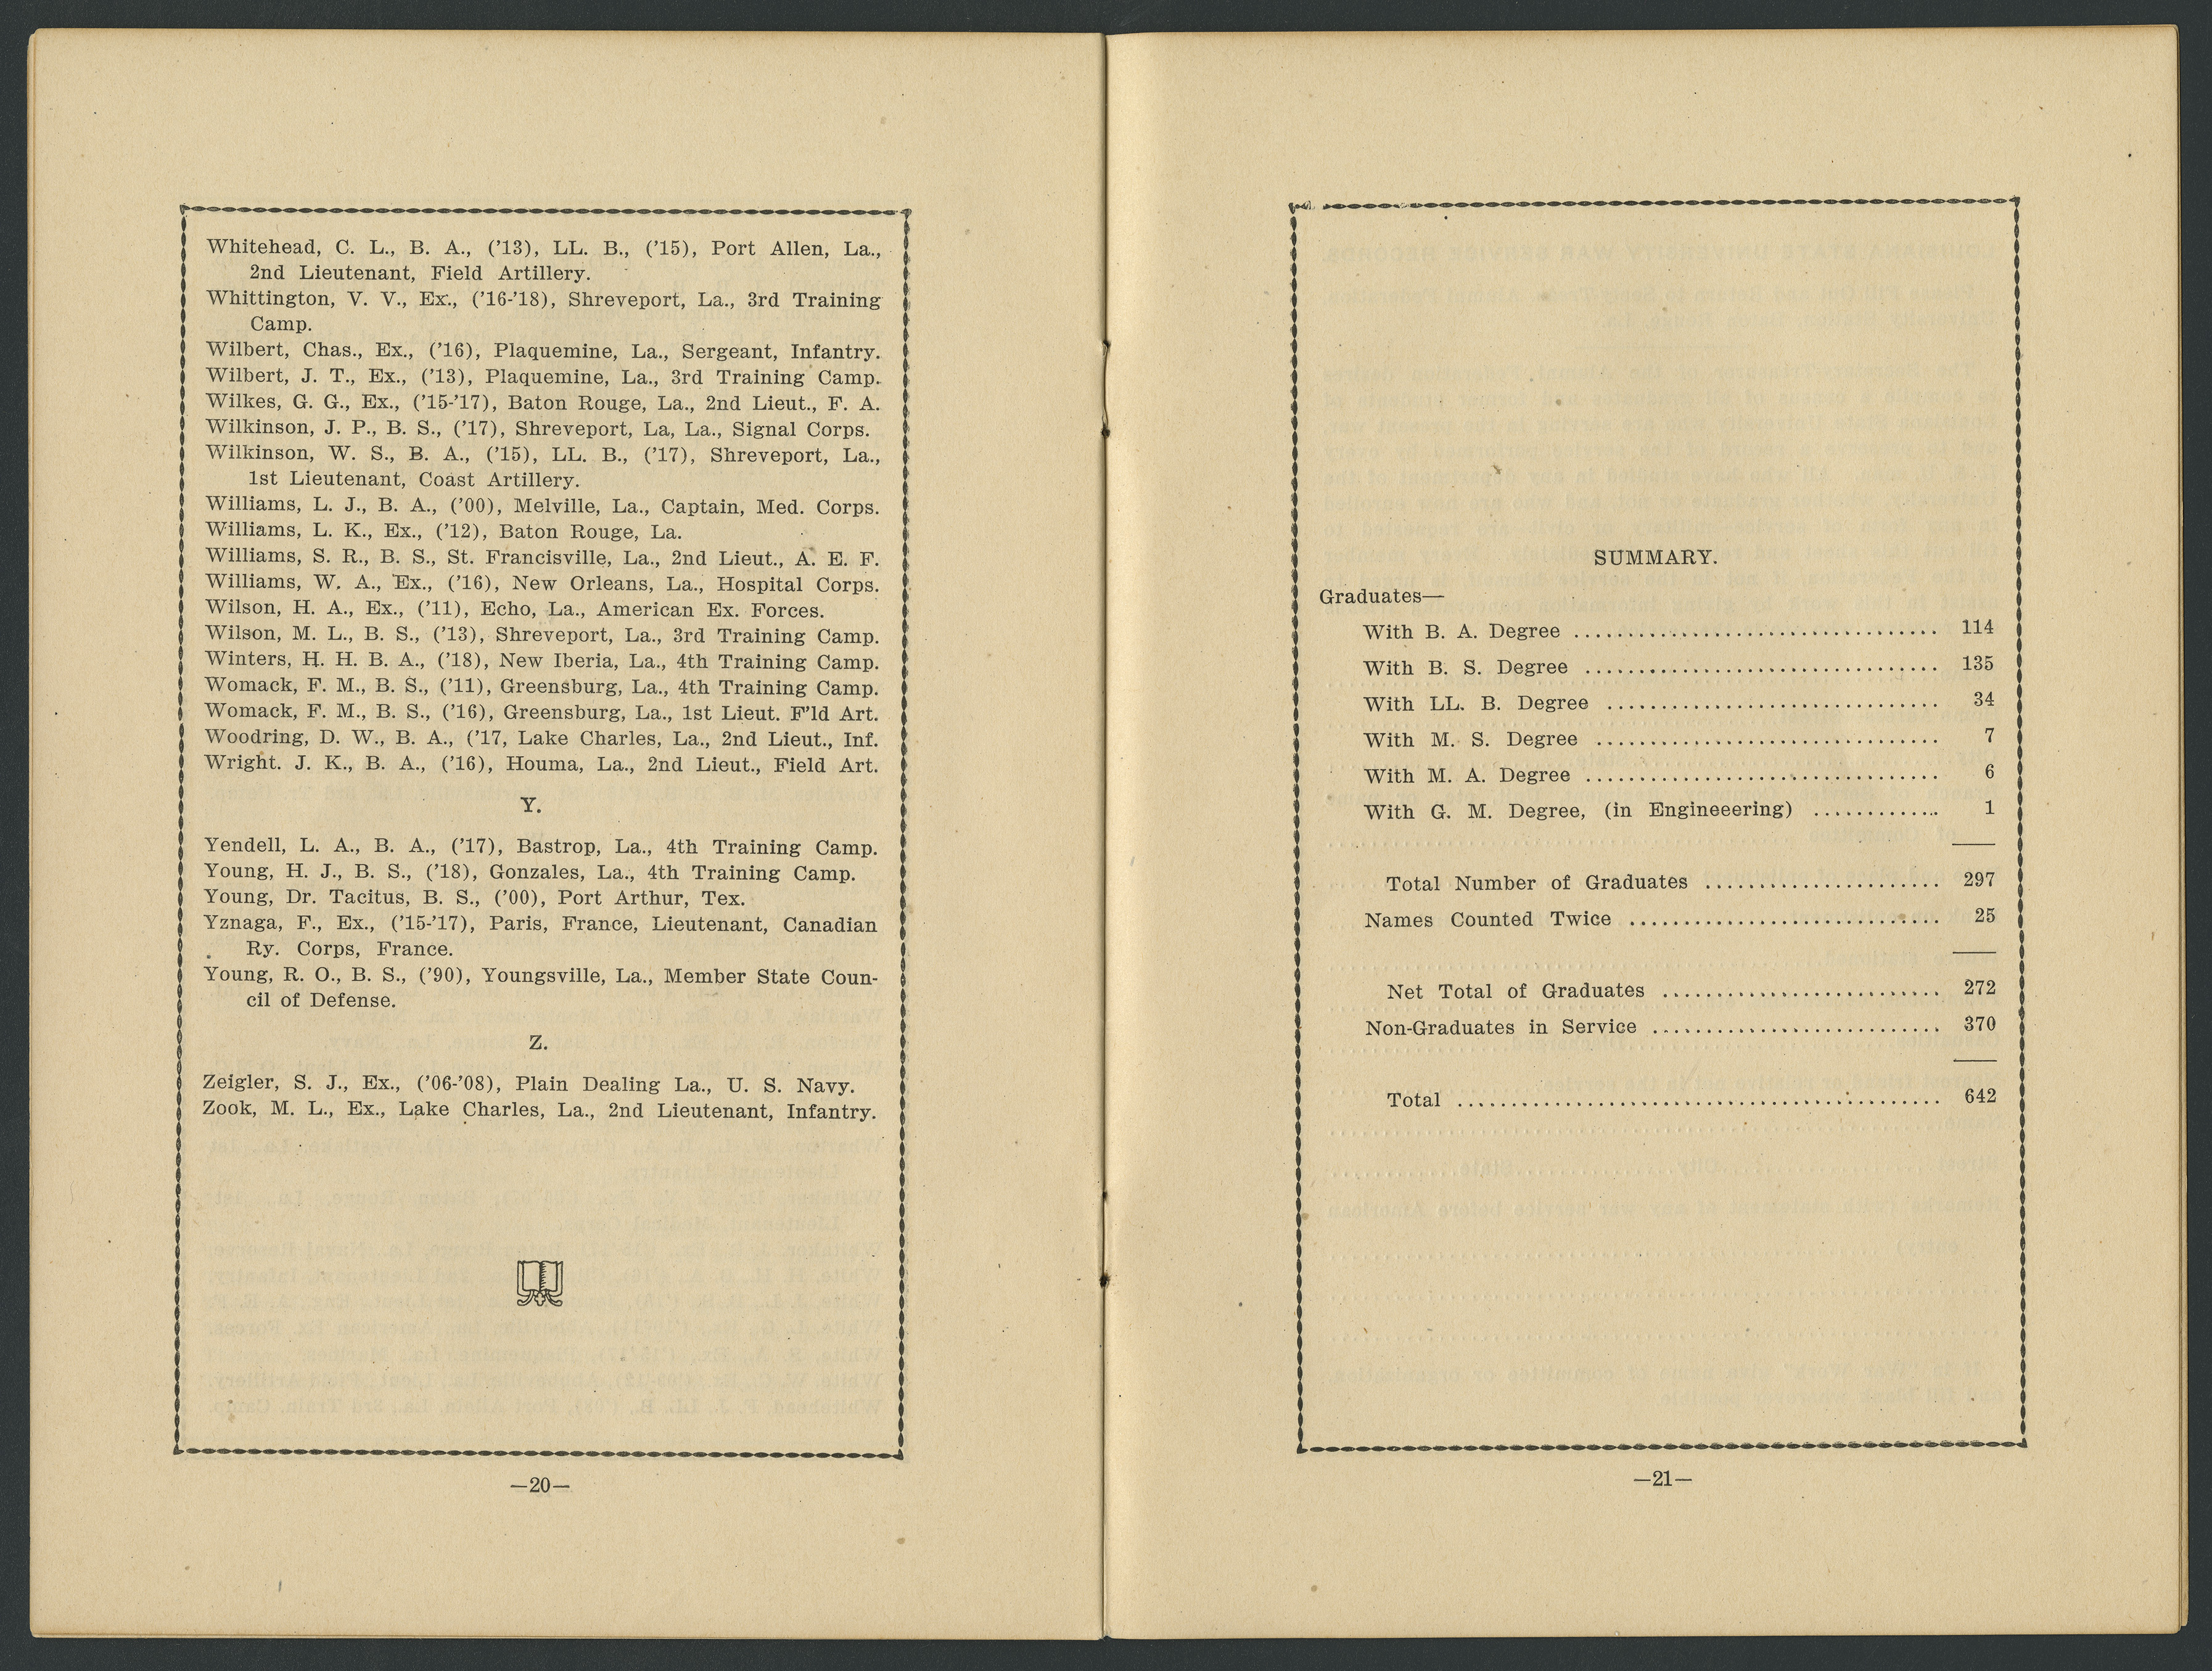 Whitehead, C. L., B. A., ('13), LL. B., ('15), Port Allen, La.,
2nd Lieutenant, Field Artillery.
Whittington, V. V., Ex., ('16-'18), Shreveport, La., 3rd Training
Camp.
Wilbert, Chas., Ex., ('16), Plaquemine, La., Sergeant, Infantry.
Wilbert, J. T., Ex., ('13), Plaquemine, La., 3rd Training Camp.
Wilkes, G. G., Ex., ('15-'17), Baton Rouge, La., 2nd Lieut., F. A.
Wilkinson, J. P., B. S., ('17), Shreveport, La, La., Signal Corps.
Wilkinson, W. S., B. A., ('15), LL. B., ('17), Shreveport, La.,
1st Lieutenant, Coast Artillery.
Williams, L. J., B. A., ('00), Melville, La., Captain, Med. Corps.
Williams, L. K., Ex., ('12), Baton Rouge, La.
Williams, S. R., B. S., St. Francisville, La., 2nd Lieut., A. E. F.
Williams, W. A., Ex., ('16), New Orleans, La., Hospital Corps.
Wilson, H. A., Ex., ('11), Echo, La., American Ex. Forces.
Wilson, M. L., B. S., ('13), Shreveport, La., 3rd Training Camp.
Winters, H. H. B. A., ('18), New Iberia, La., 4th Training Camp.
Womack, F. M., B. S., ('11), Greensburg, La., 4th Training Camp.
Womack, F. M., B. S., ('16), Greensburg, La., 1st Lieut. F'ld Art.
Woodring, D. W., B. A., ('17, Lake Charles, La., 2nd Lieut., Inf.
Wright. J. K., B. A., ('16), Houma, La., 2nd Lieut., Field Art.
Y.
Yendell, L. A., B. A., ('17), Bastrop, La., 4th Training Camp.
Young, H. J., B. S., ('18), Gonzales, La., 4th Training Camp.
Young, Dr. Tacitus, B. S., ('00), Port Arthur, Tex.
Yznaga, F., Ex., ('15-'17), Paris, France, Lieutenant, Canadian
Ry. Corps, France.
Young, R. O., B. S., ('90), Youngsville, La., Member State Coun-
cil of Defense.
Z.
Zeigler, S. J., Ex., ('06-'08), Plain Dealing La., U. S. Navy.
Zook, M. L., Ex., Lake Charles, La., 2nd Lieutenant, Infantry.
—20—
SUMMARY.
Graduates—
With B. A. Degree .................................. 114
With B. S. Degree ................................. 135
With LL. B. Degree ............................... 34
With M. S. Degree ................................ 7
With M. A. Degree ................................. 6
With G. M. Degree, (in Engineeering) ............ 1
Total Number of Graduates ...................... 297
Names Counted Twice ............................. 25
Net Total of Graduates .......................... 272
Non-Graduates in Service ........................... 370
Total ............................................. 642
—21—